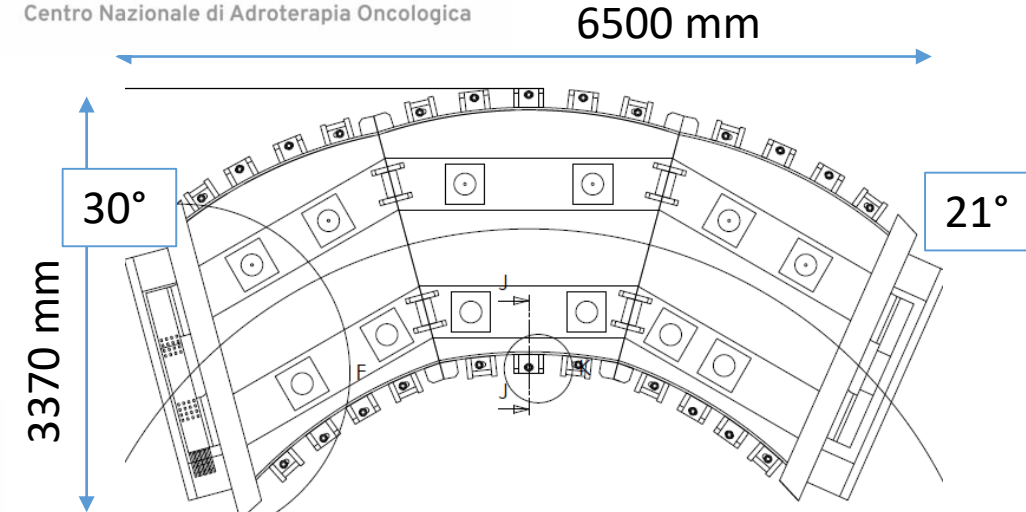 Centro Nazionale di Adroterapia Oncologica
6500 mm
30°
21°
3370 mm
J
F
K
J